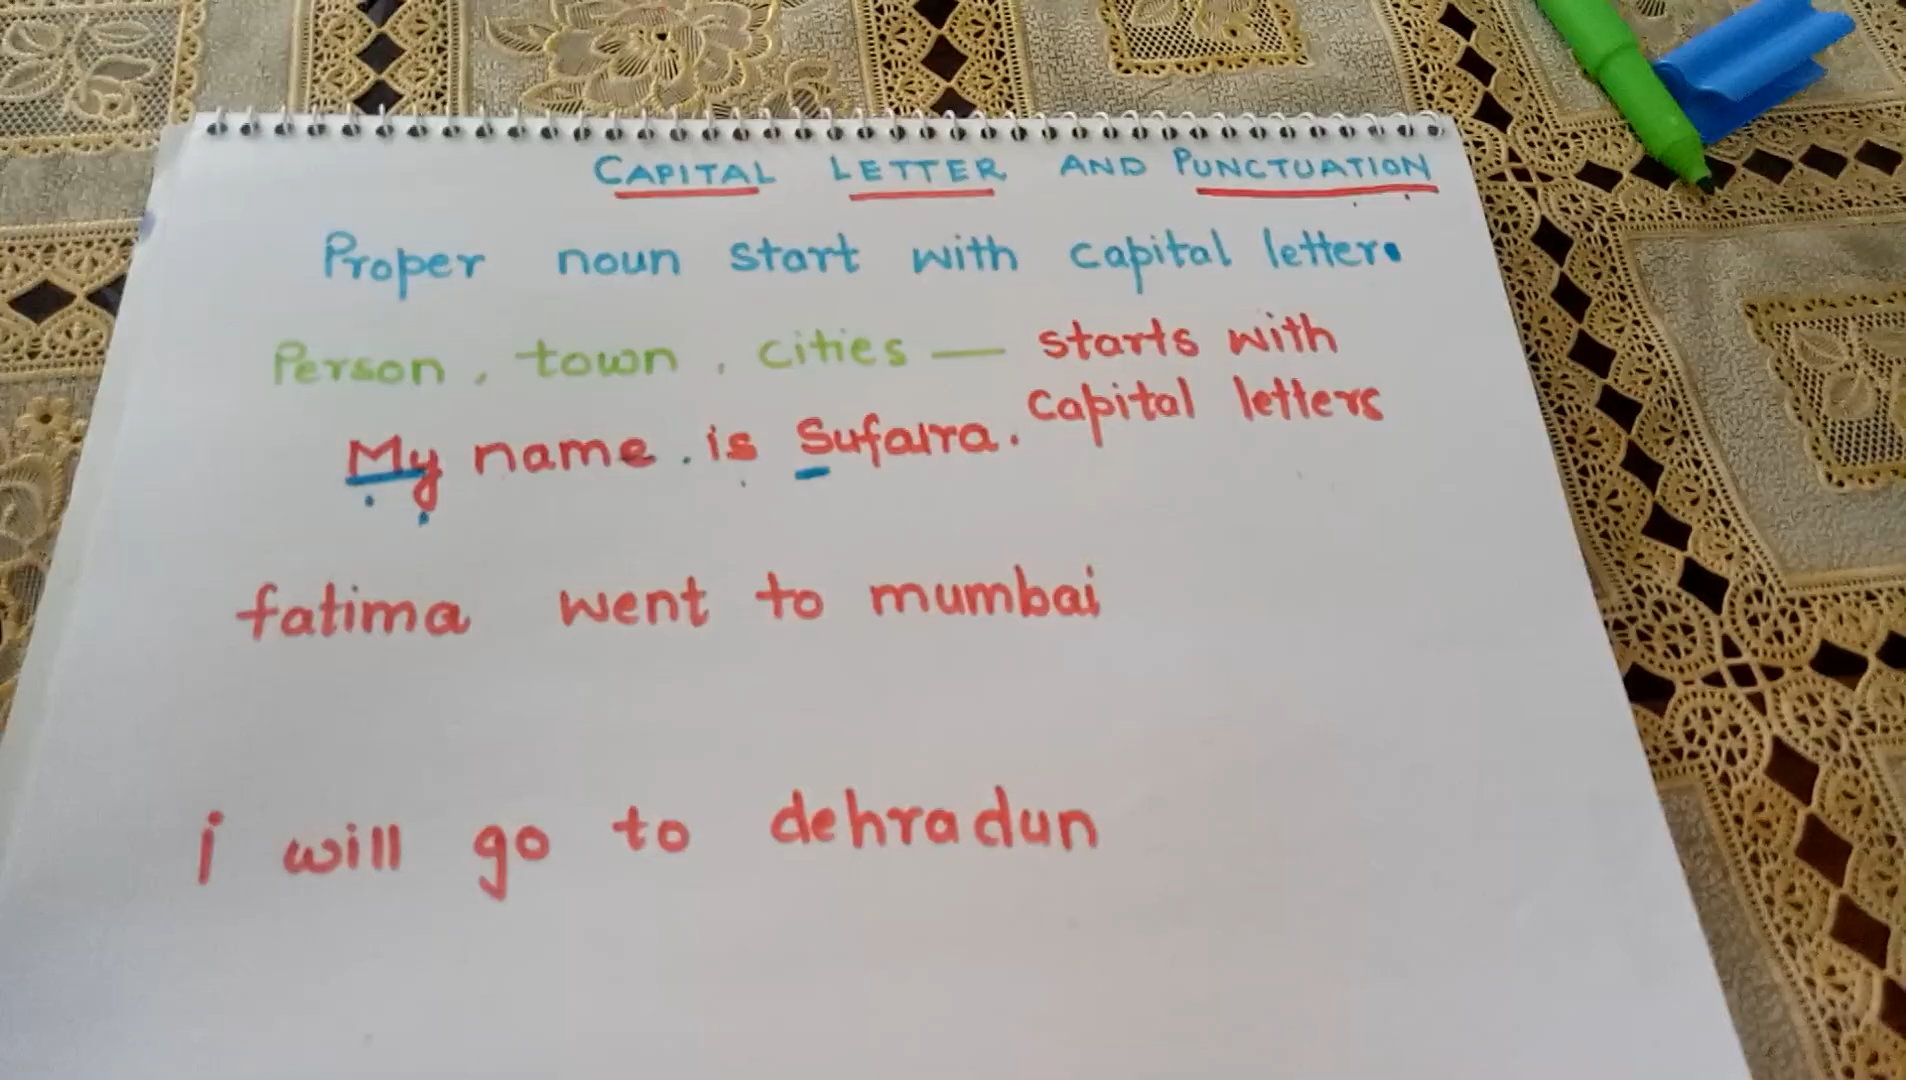 CAPITAL LETTER AND PUNCTUATION
Proper noun start with capital letter.
Person, town, cities — starts with
capital letters
My name. is Sufaira.
fatima went to mumbai
i will go to dehradun